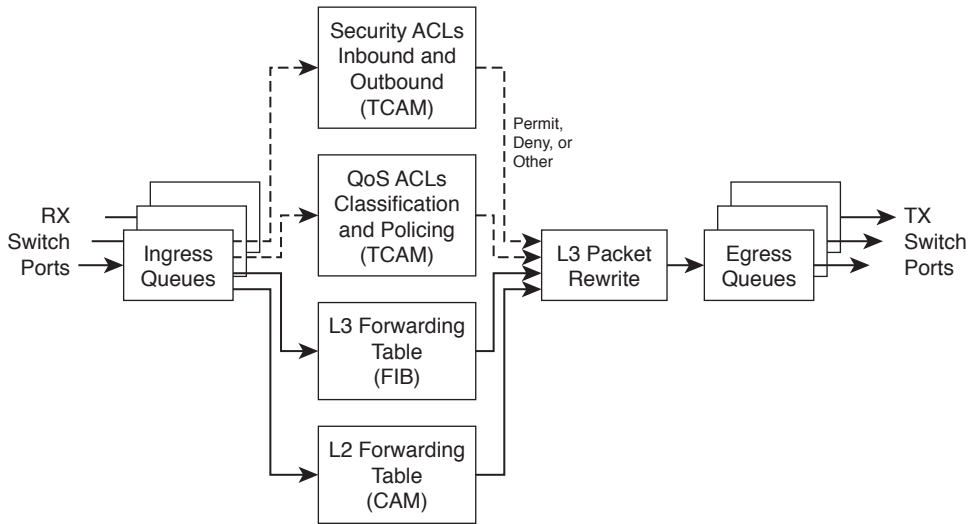 Security ACLs
Inbound and
Outbound
(TCAM)
Permit,
Deny, or
Other
QoS ACLs
Classification
and Policing
(TCAM)
RX
Switch
Ports
Ingress
Queues
L3 Packet
Rewrite
Egress
Queues
TX
Switch
Ports
L3 Forwarding
Table
(FIB)
L2 Forwarding
Table
(CAM)